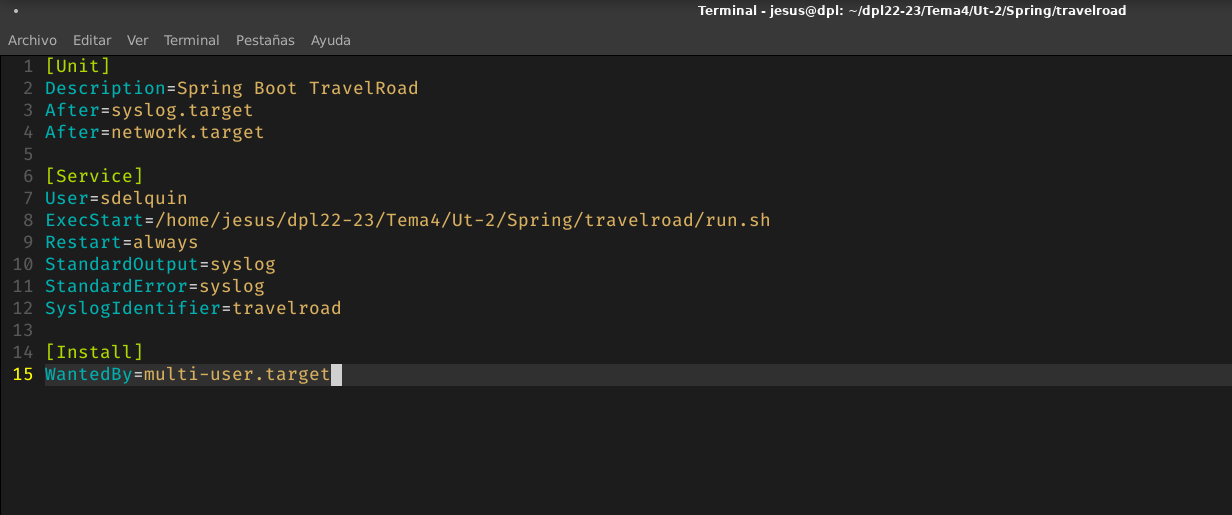 Terminal - jesus@dpl: ~/dpl22-23/Tema4/Ut-2/Spring/travelroad
Archivo Editar Ver Terminal Pestañas Ayuda
1 [Unit]
2 Description=Spring Boot TravelRoad
3 After=syslog.target
4 After=network.target
5
6 [Service]
7 User=sdelquin
8 ExecStart=/home/jesus/dpl22-23/Tema4/Ut-2/Spring/travelroad/run.sh
9 Restart=always
10 StandardOutput=syslog
11 StandardError=syslog
12 SyslogIdentifier=travelroad
13
14 [Install]
15 WantedBy=multi-user.target